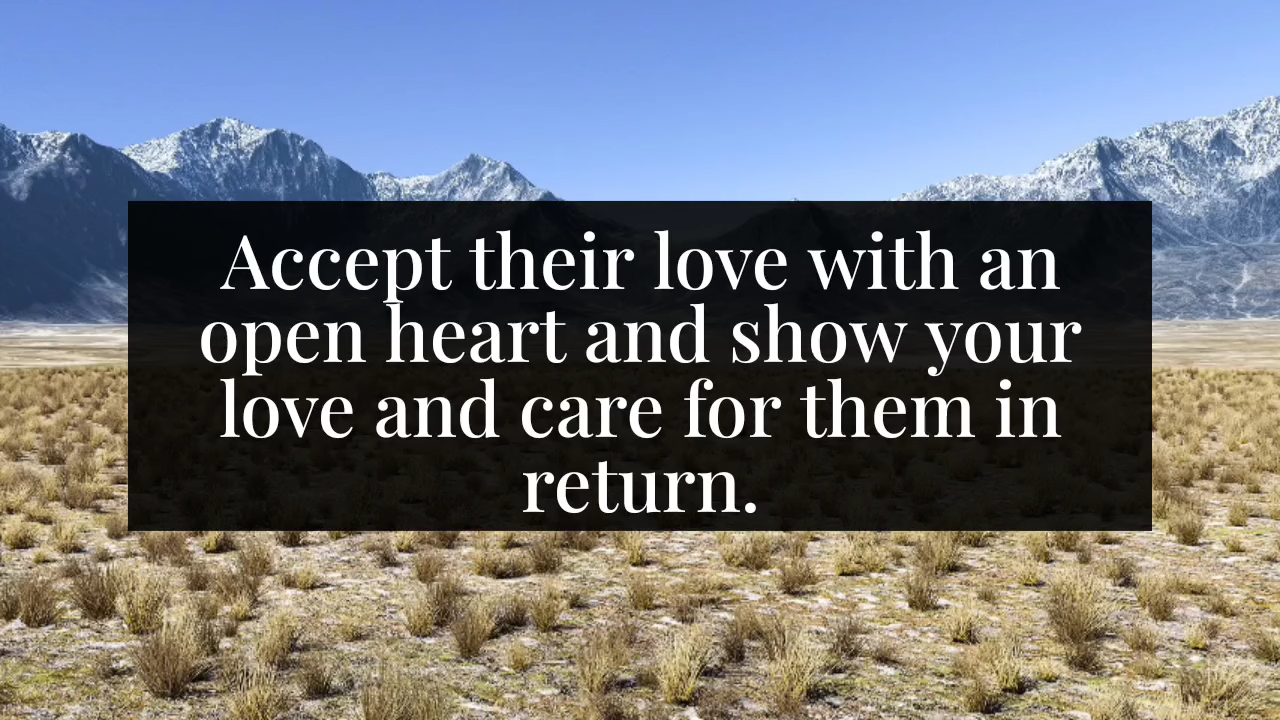 Accept their love with an
open heart and show your
love and care for them in
return.